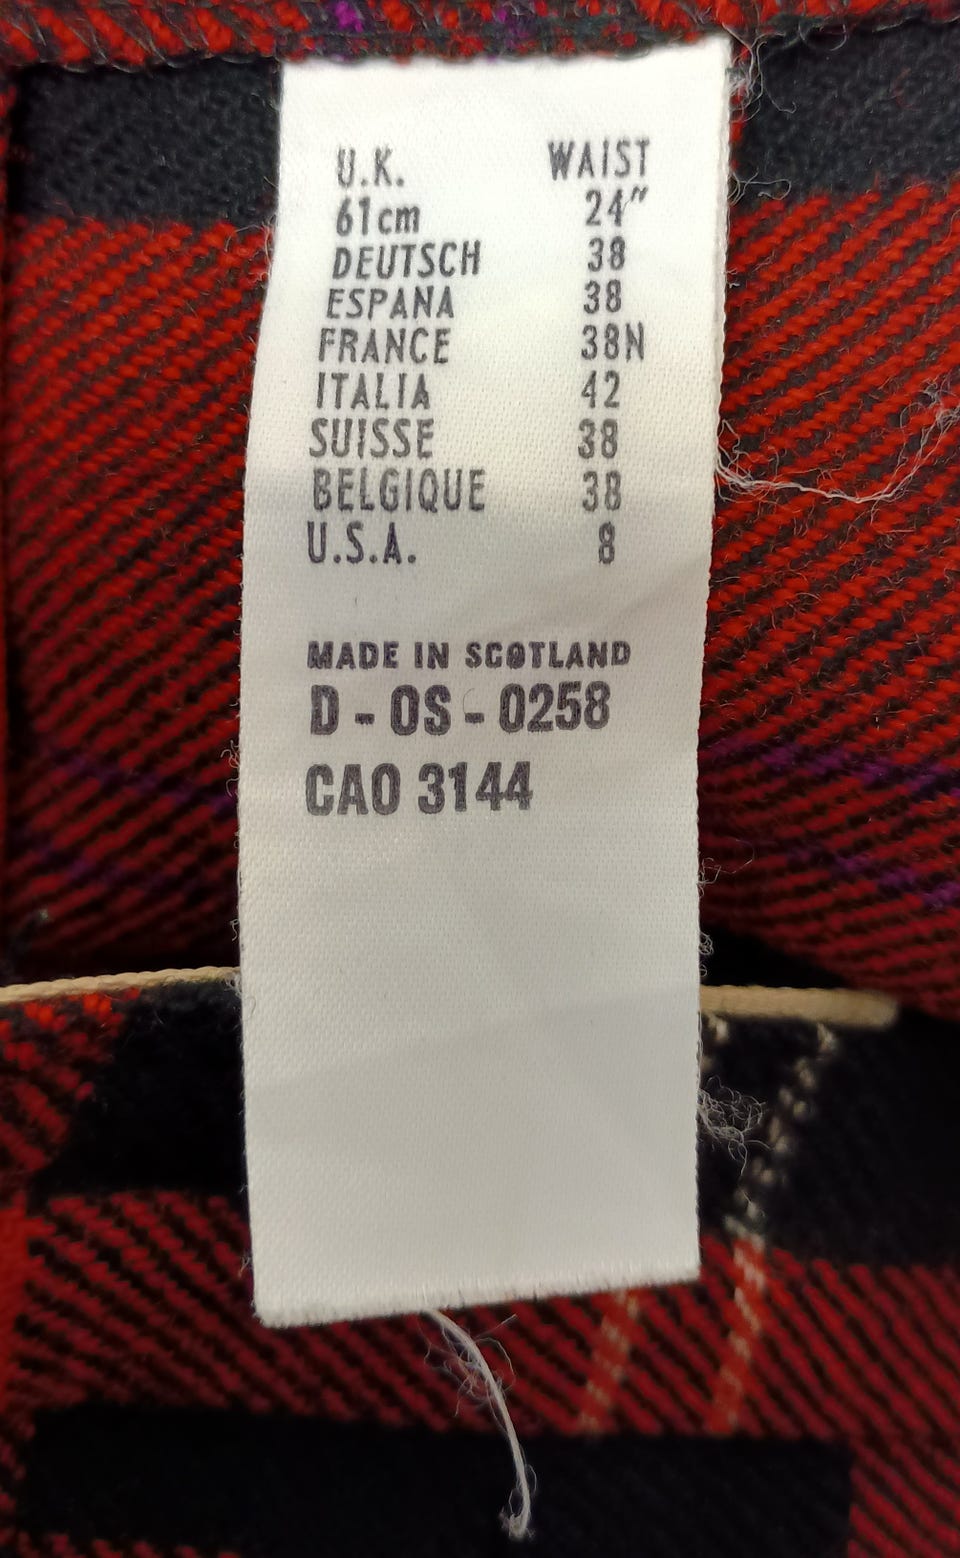 U.K. WAIST
61cm 24"
DEUTSCH 38
ESPANA 38
FRANCE 38N
ITALIA 42
SUISSE 38
BELGIQUE 38
U.S.A. 8
MADE IN SCOTLAND
D - OS - 0258
CAO 3144